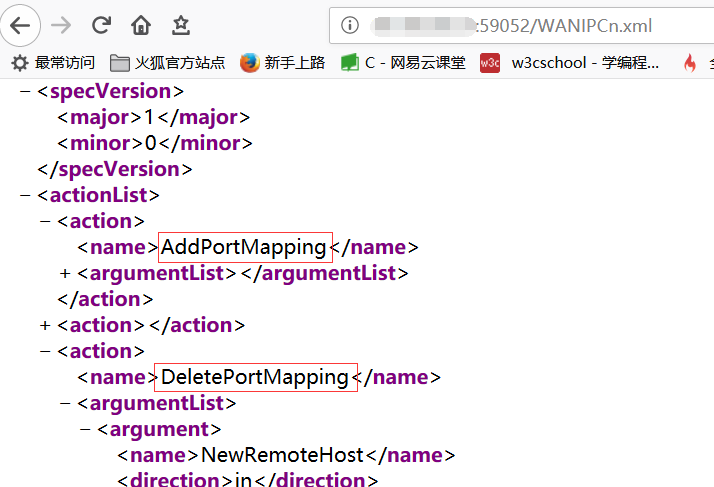 :59052/WANIPCn.xml
最常访问 火狐官方站点 新手上路 C - 网易云课堂 w3c w3cschool - 学编程...
− <specVersion>
<major>1</major>
<minor>0</minor>
</specVersion>
− <actionList>
− <action>
<name>AddPortMapping</name>
+ <argumentList></argumentList>
</action>
+ <action></action>
− <action>
<name>DeletePortMapping</name>
− <argumentList>
− <argument>
<name>NewRemoteHost</name>
<direction>in</direction>